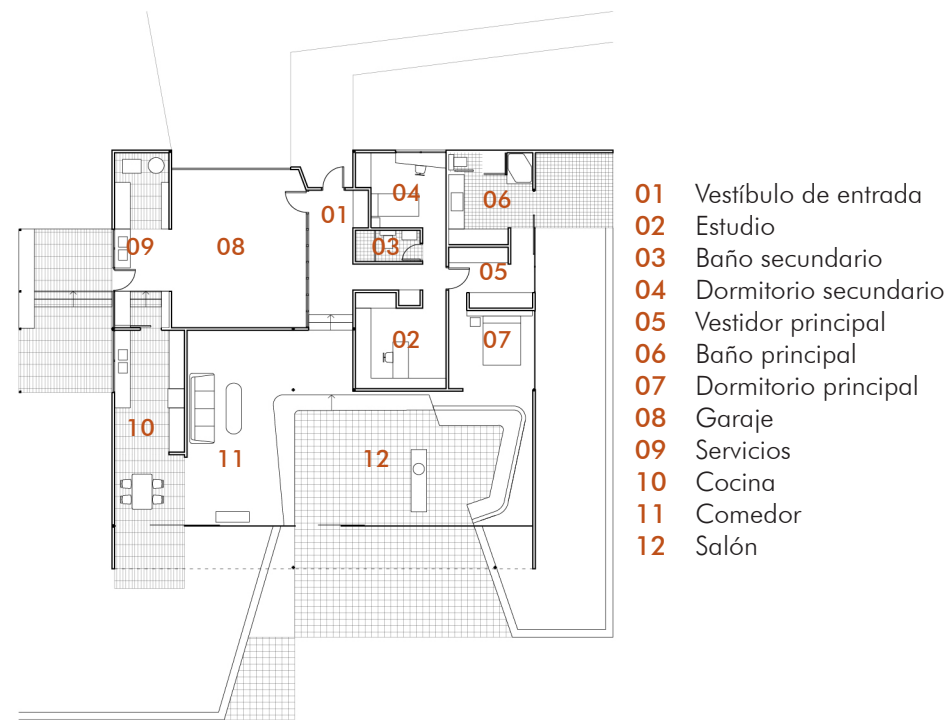 04
01
06
09
08
03
05
02
07
10
11
12
01 Vestíbulo de entrada
02 Estudio
03 Baño secundario
04 Dormitorio secundario
05 Vestidor principal
06 Baño principal
07 Dormitorio principal
08 Garaje
09 Servicios
10 Cocina
11 Comedor
12 Salón